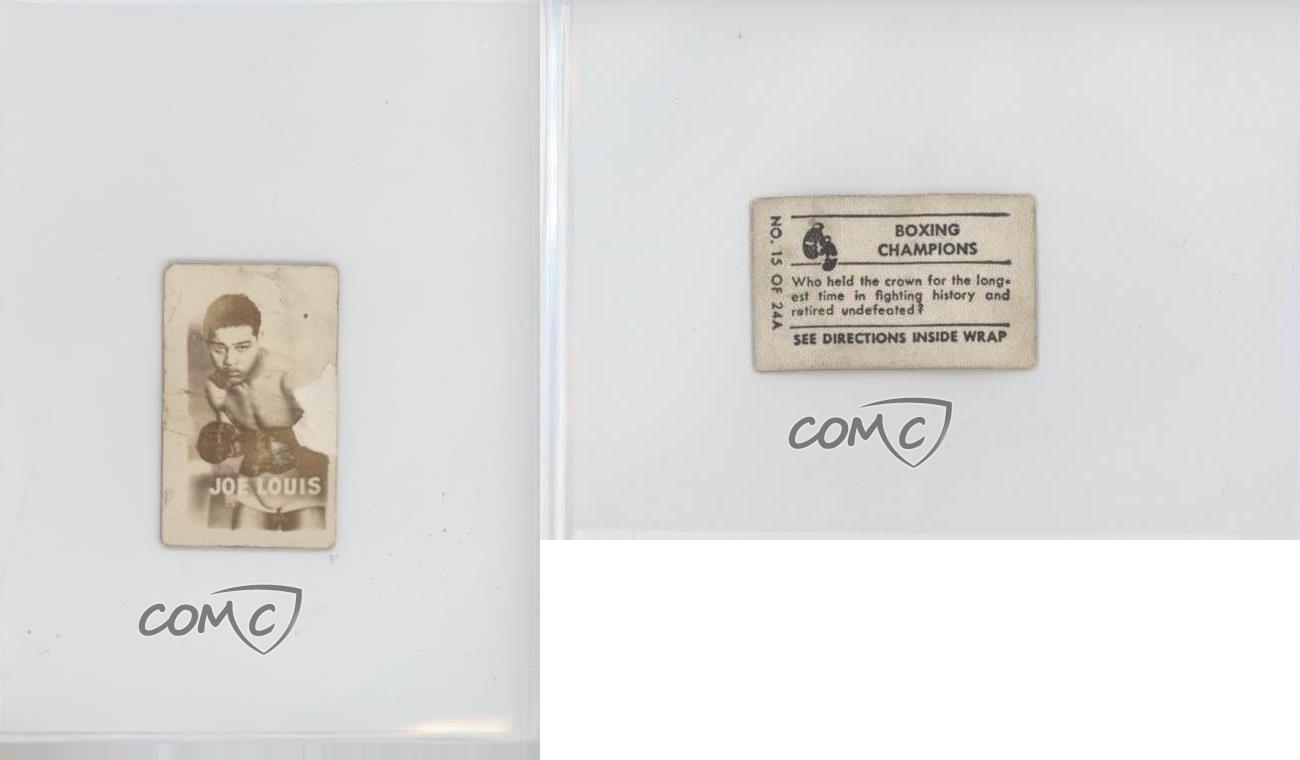 JOE LOUIS
COMC
NO. 15 OF 24A
BOXING
CHAMPIONS
Who held the crown for the long-
est time in fighting history and
retired undefeated?
SEE DIRECTIONS INSIDE WRAP
COMC